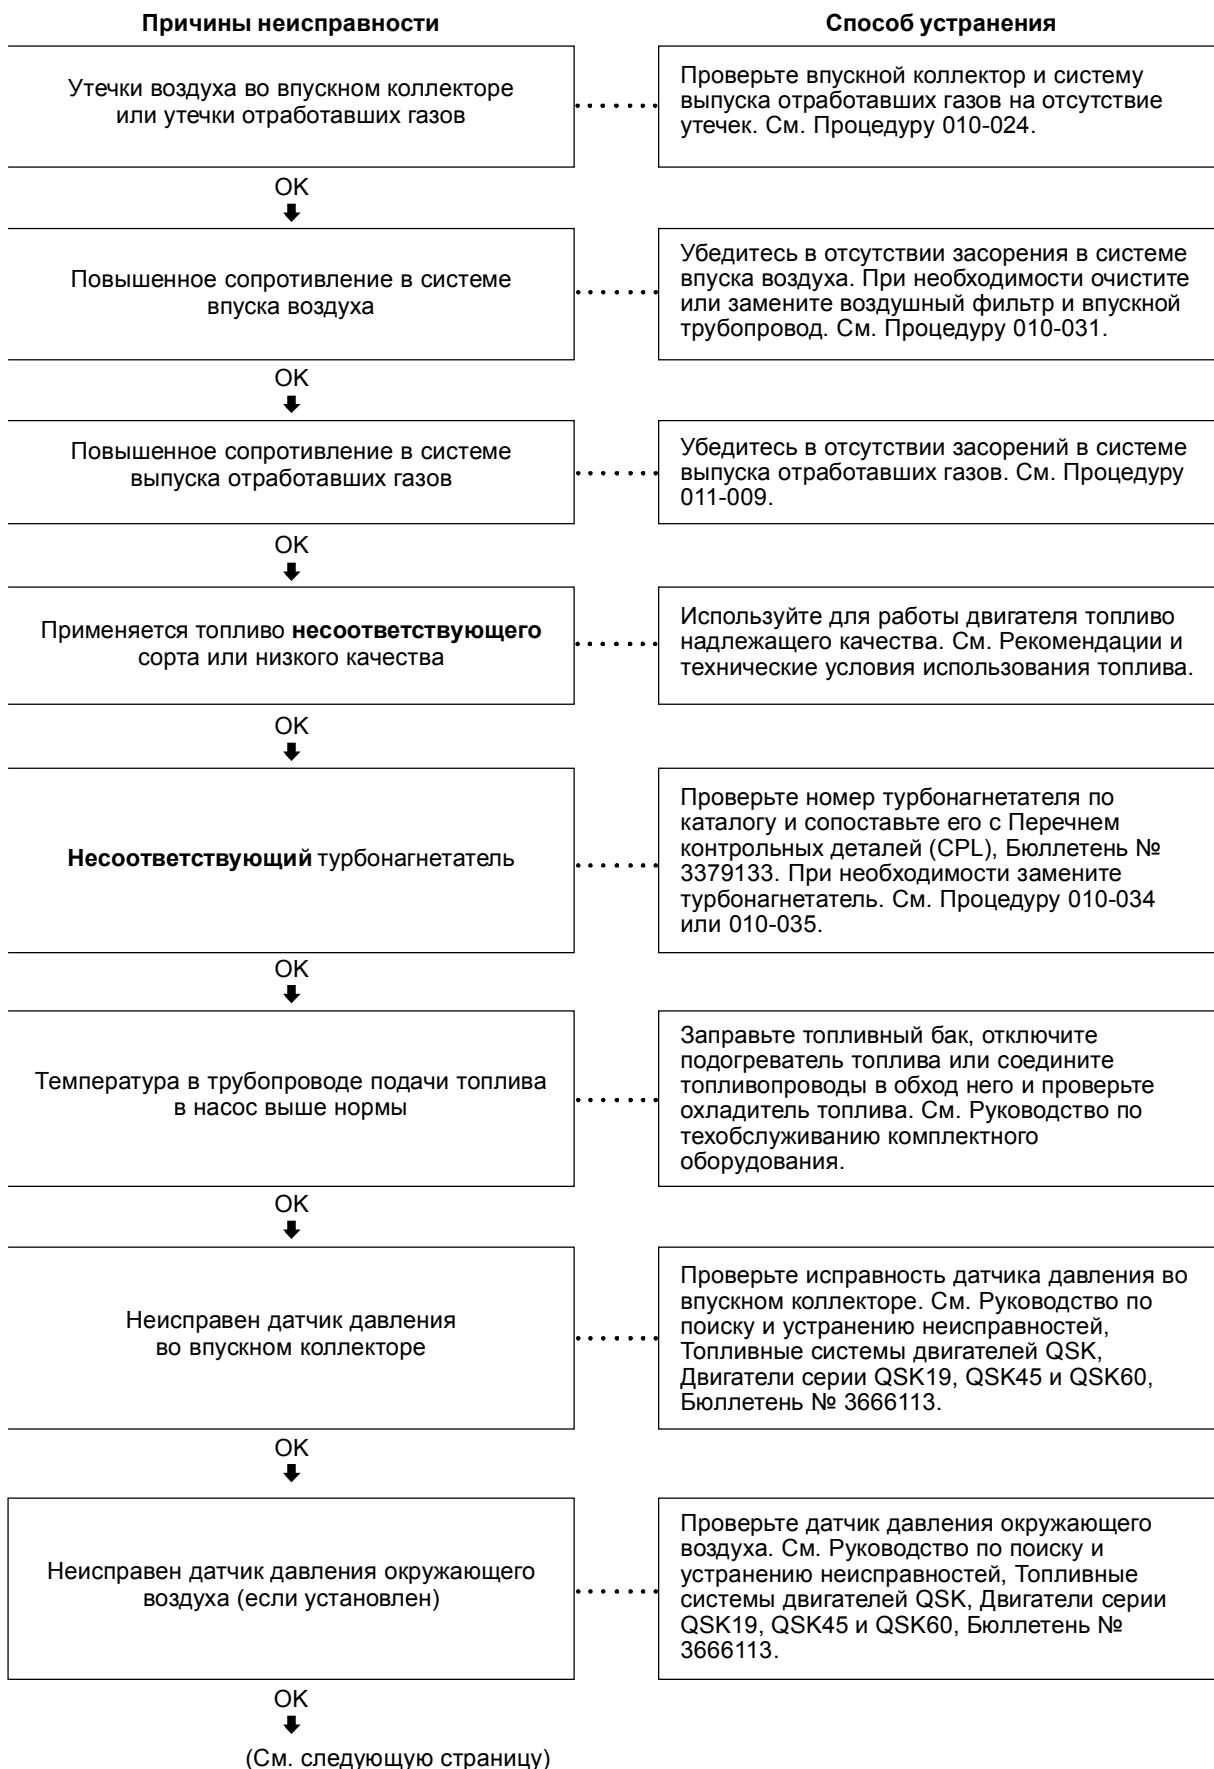 Причины неисправности
Способ устранения
Утечки воздуха во впускном коллекторе
или утечки отработавших газов
Проверьте впускной коллектор и систему
выпуска отработавших газов на отсутствие
утечек. См. Процедуру 010-024.
OK
Повышенное сопротивление в системе
впуска воздуха
Убедитесь в отсутствии засорения в системе
впуска воздуха. При необходимости очистите
или замените воздушный фильтр и впускной
трубопровод. См. Процедуру 010-031.
OK
Повышенное сопротивление в системе
выпуска отработавших газов
Убедитесь в отсутствии засорений в системе
выпуска отработавших газов. См. Процедуру
011-009.
OK
Применяется топливо несоответствующего
сорта или низкого качества
Используйте для работы двигателя топливо
надлежащего качества. См. Рекомендации и
технические условия использования топлива.
OK
Несоответствующий турбонагнетатель
Проверьте номер турбонагнетателя по
каталогу и сопоставьте его с Перечнем
контрольных деталей (CPL), Бюллетень №
3379133. При необходимости замените
турбонагнетатель. См. Процедуру 010-034
или 010-035.
OK
Температура в трубопроводе подачи топлива
в насос выше нормы
Заправьте топливный бак, отключите
подогреватель топлива или соедините
топливопроводы в обход него и проверьте
охладитель топлива. См. Руководство по
техобслуживанию комплектного
оборудования.
OK
Неисправен датчик давления
во впускном коллекторе
Проверьте исправность датчика давления во
впускном коллекторе. См. Руководство по
поиску и устранению неисправностей,
Топливные системы двигателей QSK,
Двигатели серии QSK19, QSK45 и QSK60,
Бюллетень № 3666113.
OK
Неисправен датчик давления окружающего
воздуха (если установлен)
Проверьте датчик давления окружающего
воздуха. См. Руководство по поиску и
устранению неисправностей, Топливные
системы двигателей QSK, Двигатели серии
QSK19, QSK45 и QSK60, Бюллетень №
3666113.
OK
(См. следующую страницу)